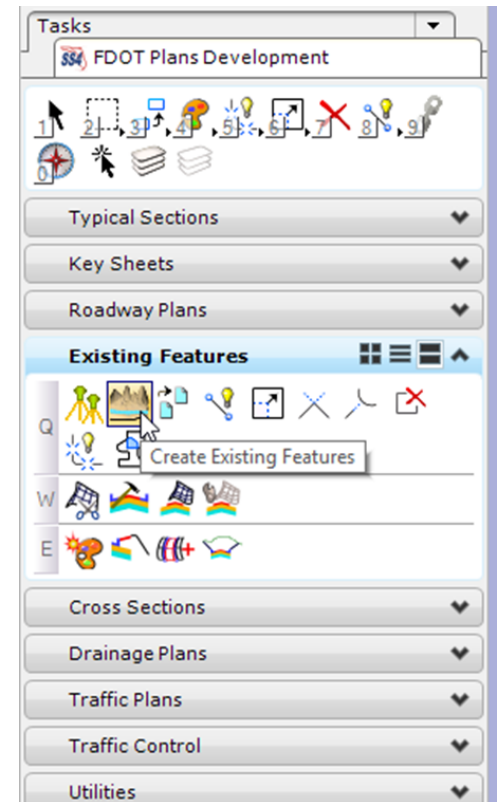 Tasks
SS4 FDOT Plans Development
1 2 3 4 5 6 7 8 9
0
Typical Sections
Key Sheets
Roadway Plans
Existing Features
Q
Create Existing Features
W
E
Cross Sections
Drainage Plans
Traffic Plans
Traffic Control
Utilities